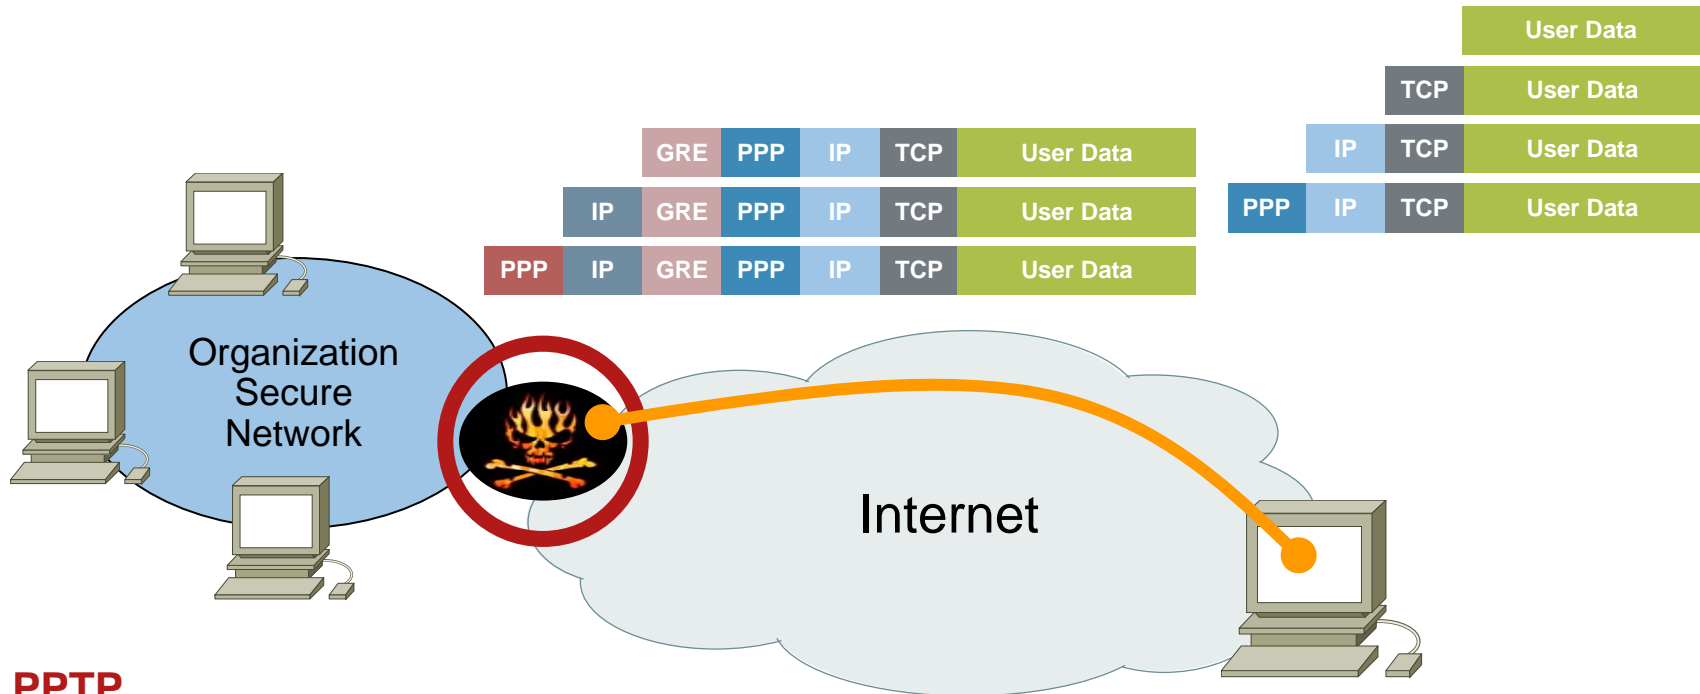 User Data
TCP User Data
IP TCP User Data
PPP IP TCP User Data
GRE PPP IP TCP User Data
IP GRE PPP IP TCP User Data
PPP IP GRE PPP IP TCP User Data
Organization
Secure
Network
Internet
PPTP